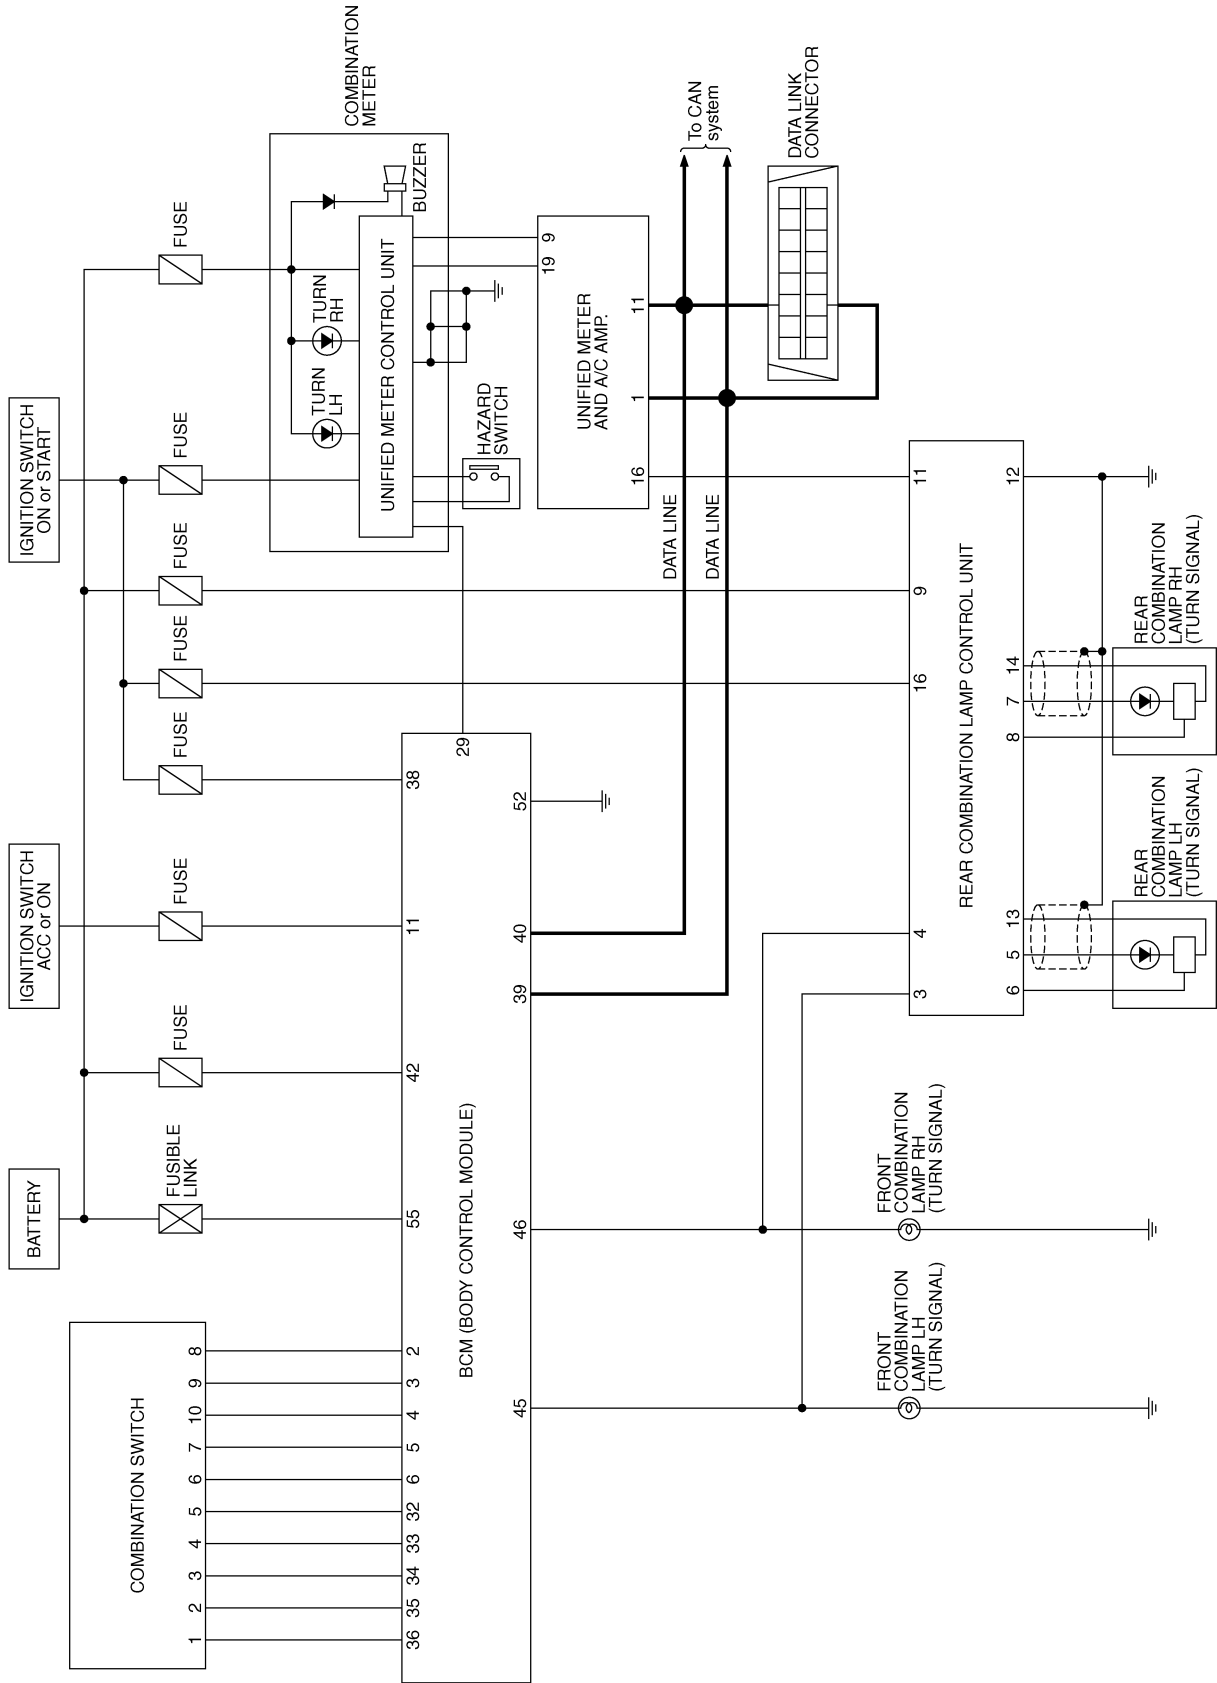 BATTERY
IGNITION SWITCH
ACC or ON
IGNITION SWITCH
ON or START
FUSIBLE
LINK
FUSE
FUSE
FUSE
FUSE
FUSE
FUSE
FUSE
COMBINATION SWITCH
1
2
3
4
5
6
7
10
9
8
36
35
34
33
32
6
5
4
3
2
55
42
11
38
29
BCM (BODY CONTROL MODULE)
45
46
39
40
52
COMBINATION
METER
TURN
LH
TURN
RH
BUZZER
UNIFIED METER CONTROL UNIT
HAZARD
SWITCH
UNIFIED METER
AND A/C AMP.
19
9
16
1
11
DATA LINE
DATA LINE
To CAN
system
DATA LINK
CONNECTOR
3
4
16
9
11
REAR COMBINATION LAMP CONTROL UNIT
6
5
13
8
7
14
12
FRONT
COMBINATION
LAMP LH
(TURN SIGNAL)
FRONT
COMBINATION
LAMP RH
(TURN SIGNAL)
REAR
COMBINATION
LAMP LH
(TURN SIGNAL)
REAR
COMBINATION
LAMP RH
(TURN SIGNAL)